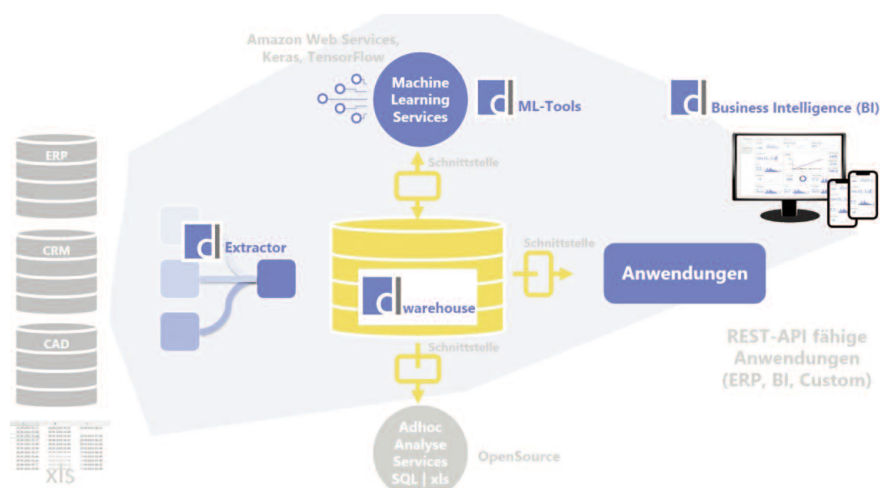 Amazon Web Services,
Keras, TensorFlow
Machine
Learning
Services
d ML-Tools
d Business Intelligence (BI)
Schnittstelle
ERP
CRM
CAD
xls
d Extractor
d warehouse
Schnittstelle
Anwendungen
REST-API fähige
Anwendungen
(ERP, BI, Custom)
Schnittstelle
Adhoc
Analyse
Services
SQL | xls
OpenSource